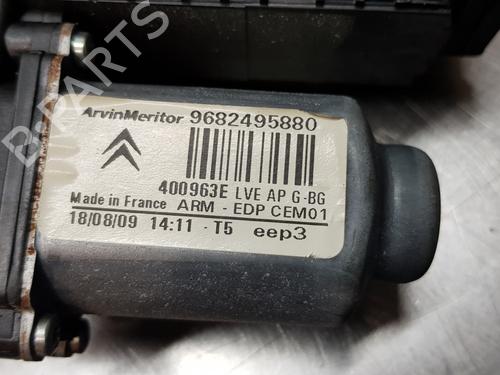 ArvinMeritor 9682495880
400963E LVE AP G-BG
Made in France ARM - EDP CEM01
18/08/09 14:11 - T5 eep3
B-PARTS